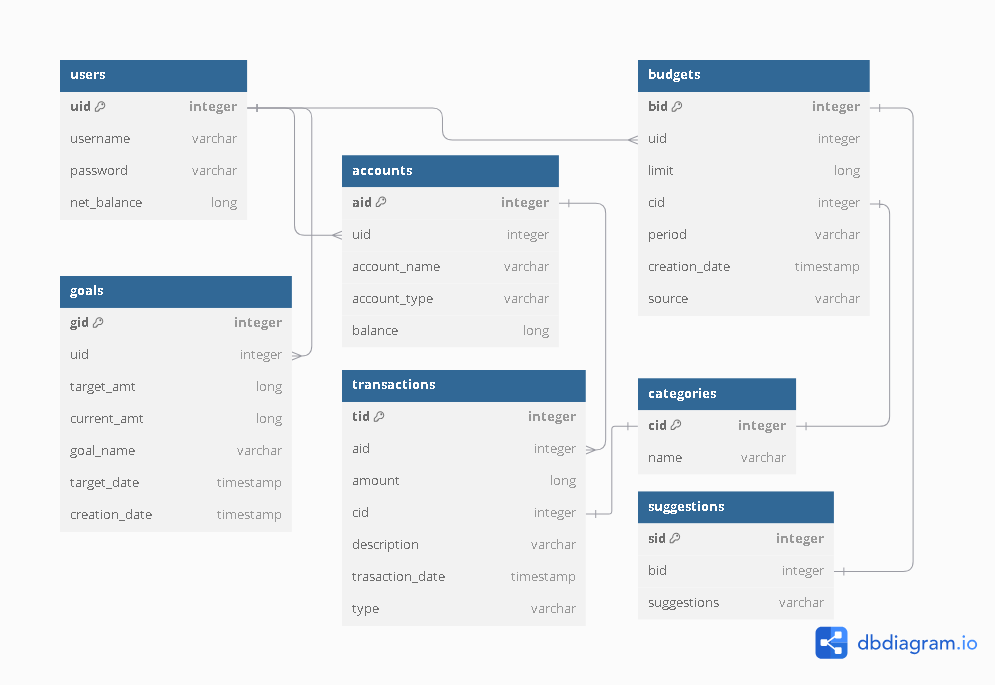 users
uid integer
username varchar
password varchar
net_balance long
goals
gid integer
uid integer
target_amt long
current_amt long
goal_name varchar
target_date timestamp
creation_date timestamp
accounts
aid integer
uid integer
account_name varchar
account_type varchar
balance long
transactions
tid integer
aid integer
amount long
cid integer
description varchar
trasaction_date timestamp
type varchar
budgets
bid integer
uid integer
limit long
cid integer
period varchar
creation_date timestamp
source varchar
categories
cid integer
name varchar
suggestions
sid integer
bid integer
suggestions varchar
dbdiagram.io